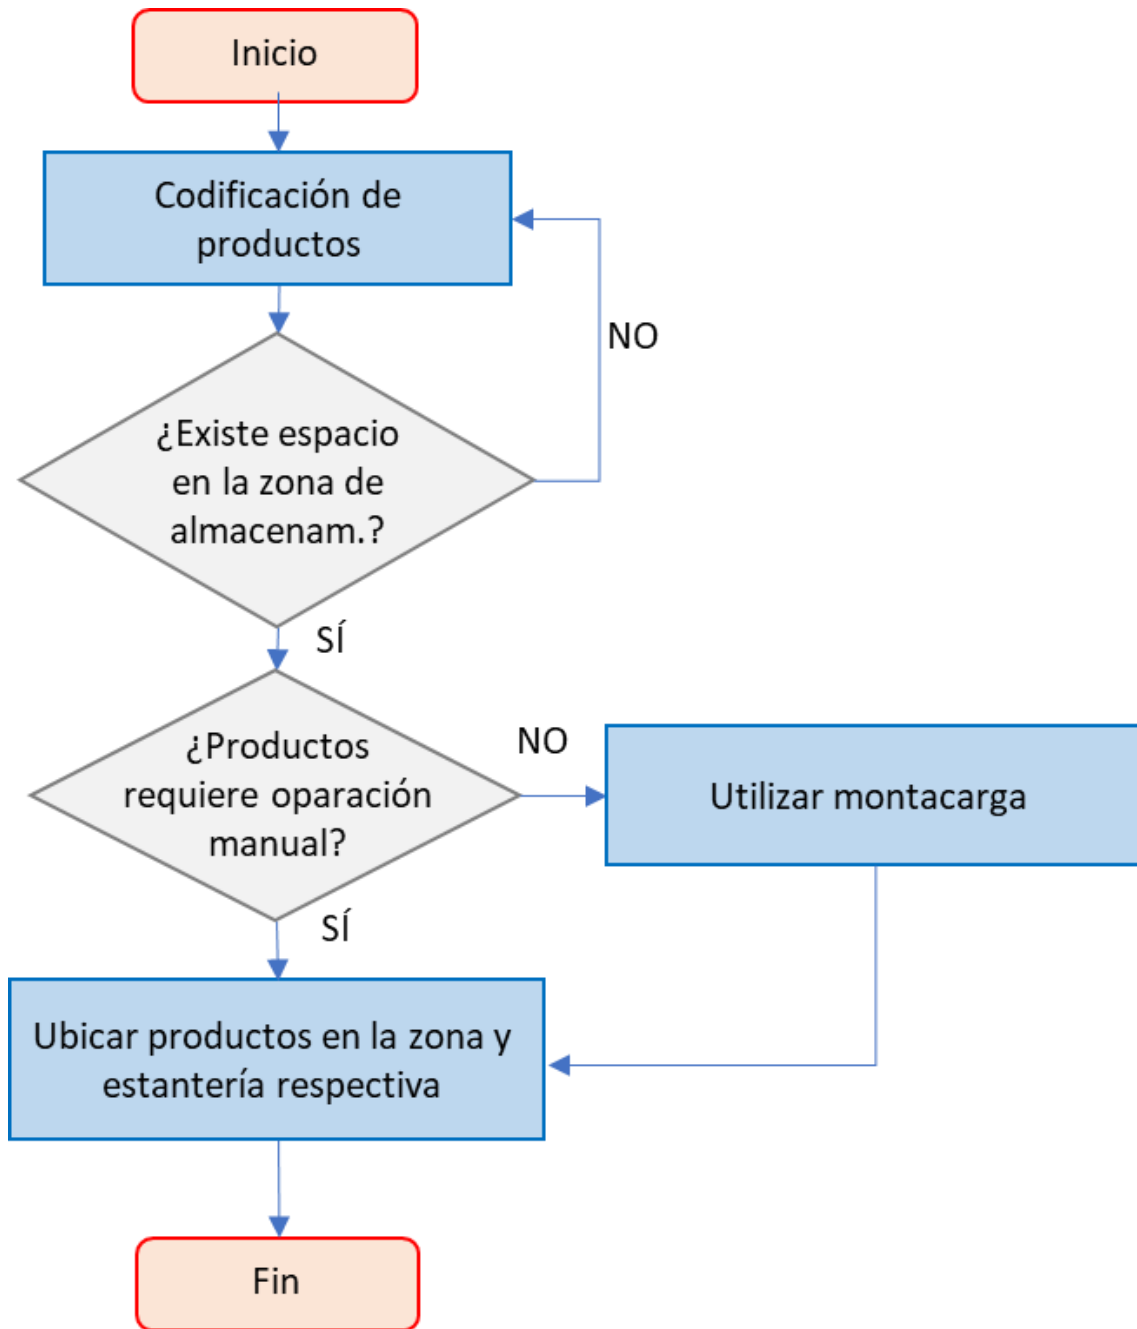 Inicio
Codificación de
productos
NO
¿Existe espacio
en la zona de
almacenam.?
SÍ
¿Productos
requiere oparación
manual?
NO
Utilizar montacarga
SÍ
Ubicar productos en la zona y
estantería respectiva
Fin